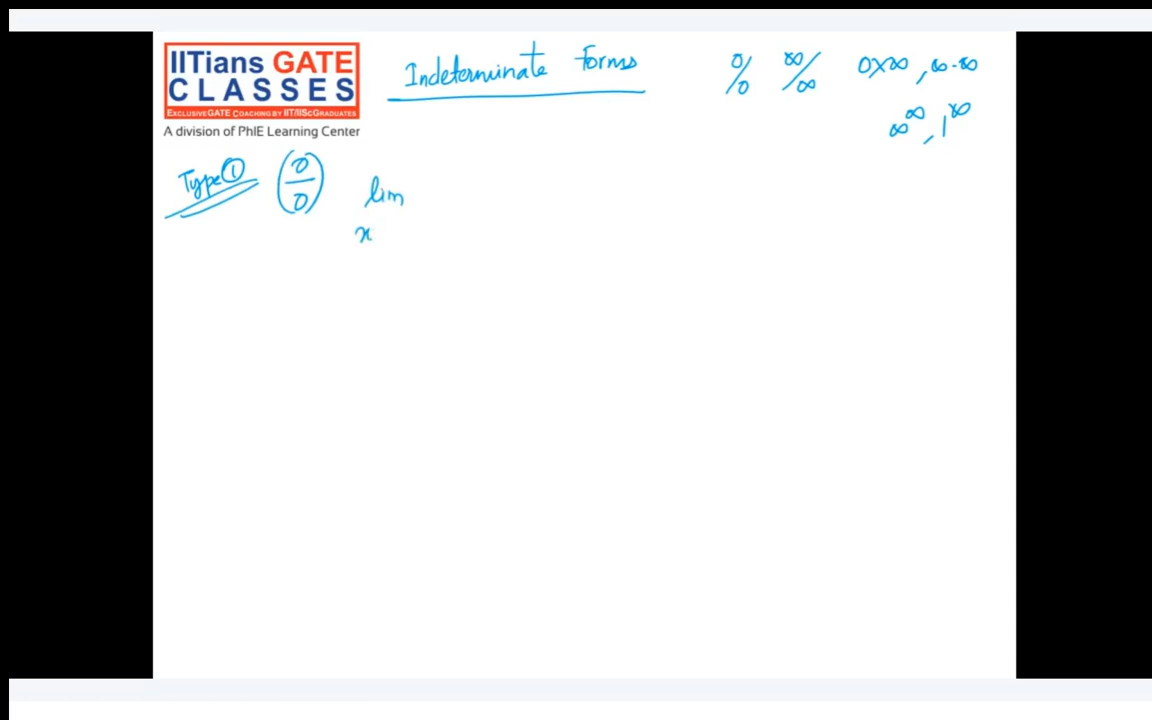 IITians GATE
CLASSES
EXCLUSIVE GATE COACHING BY IIT/IISC GRADUATES
A division of PhIE Learning Center
Indeterminate Forms 0/0 ∞/∞ 0×∞, ∞-∞
∞^∞, 1^∞
Type ① (0/0) lim
x